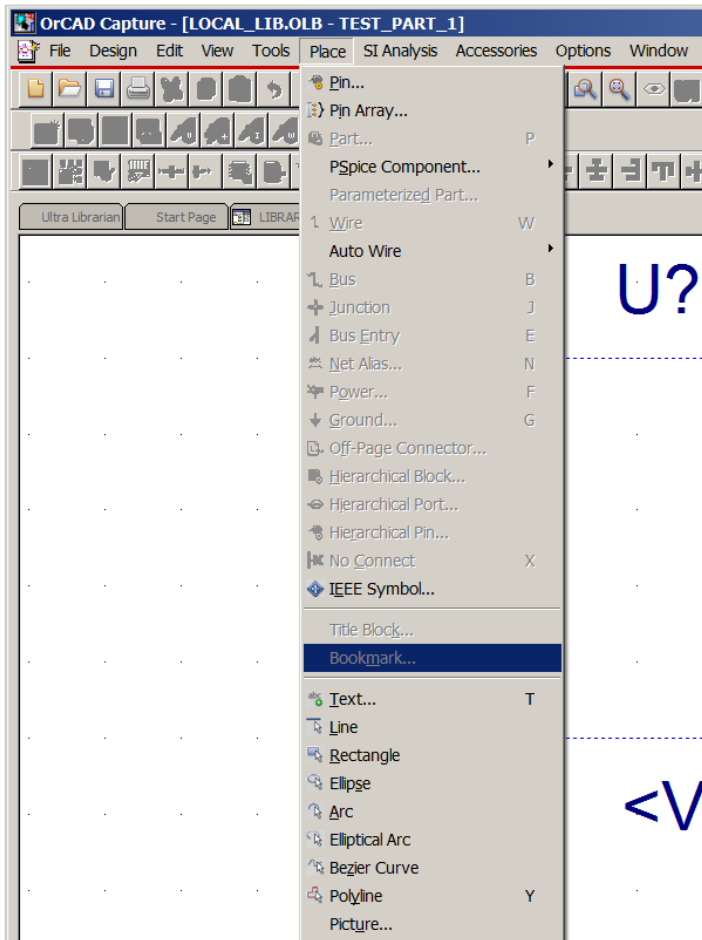 OrCAD Capture - [LOCAL_LIB.OLB - TEST_PART_1]
File Design Edit View Tools Place SI Analysis Accessories Options Window
Pin...
Pin Array...
Part... P
PSpice Component...
Parameterized Part...
Ultra Librarian Start Page LIBRAR
Wire W
Auto Wire
Bus B
U?
Junction J
Bus Entry E
Net Alias... N
Power... F
Ground... G
Off-Page Connector...
Hierarchical Block...
Hierarchical Port...
Hierarchical Pin...
No Connect X
IEEE Symbol...
Title Block...
Bookmark...
Text... T
Line
Rectangle
Ellipse
<V
Arc
Elliptical Arc
Bezier Curve
Polyline Y
Picture...